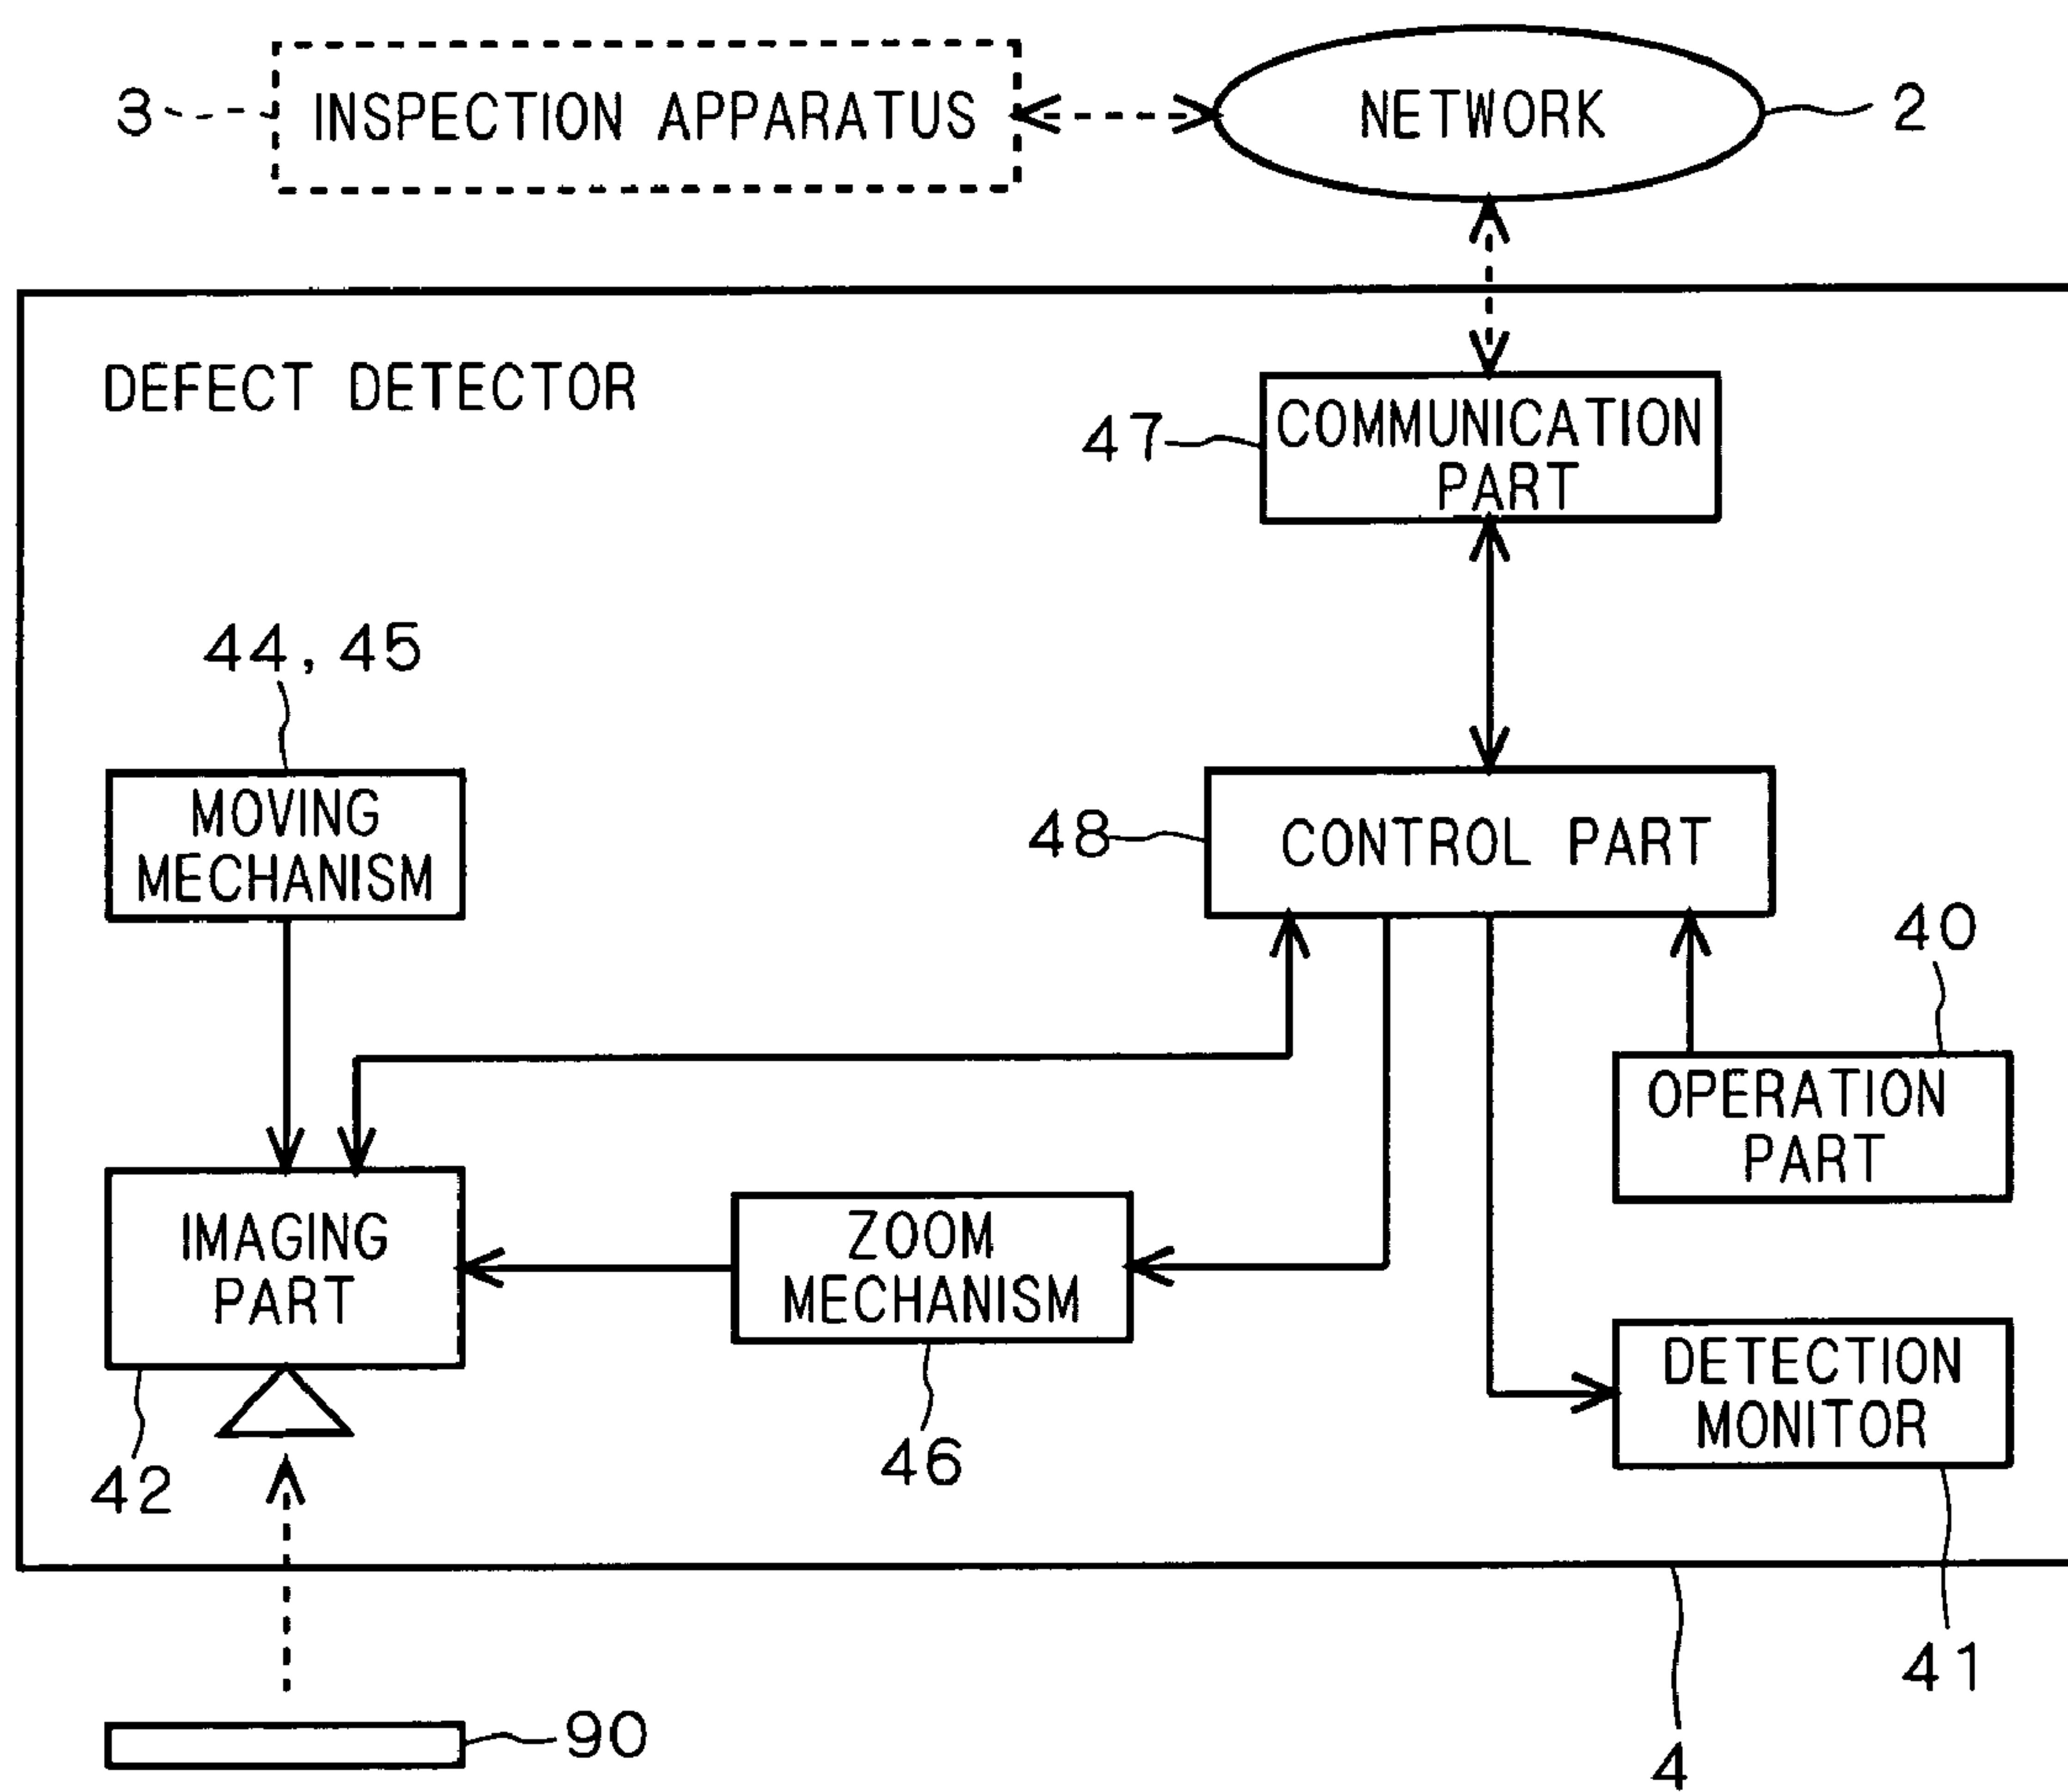 3
INSPECTION APPARATUS
NETWORK
2
DEFECT DETECTOR
47
COMMUNICATION
PART
44, 45
MOVING
MECHANISM
48
CONTROL PART
40
OPERATION
PART
IMAGING
PART
ZOOM
MECHANISM
DETECTION
MONITOR
42
46
41
90
4